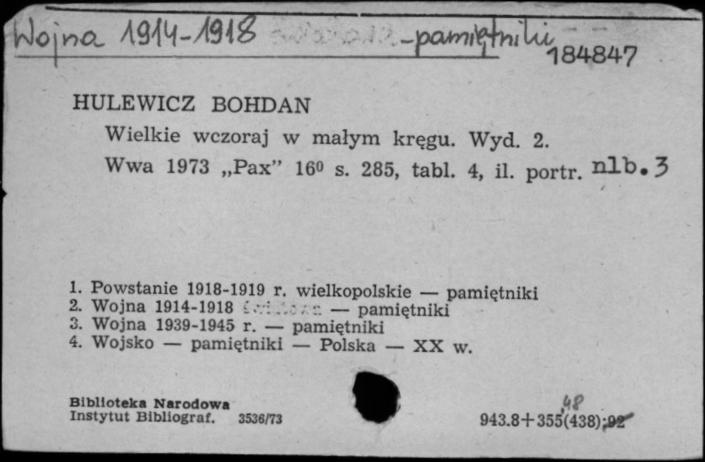 Wojna 1914-1918 - pamiętniki
184847
HULEWICZ BOHDAN
Wielkie wczoraj w małym kręgu. Wyd. 2.
Wwa 1973 „Pax” 16⁰ s. 285, tabl. 4, il. portr. nlb. 3
1. Powstanie 1918-1919 r. wielkopolskie — pamiętniki
2. Wojna 1914-1918 — pamiętniki
3. Wojna 1939-1945 r. — pamiętniki
4. Wojsko — pamiętniki — Polska — XX w.
Biblioteka Narodowa
Instytut Bibliograf. 3536/73
48
943.8+355(438);92